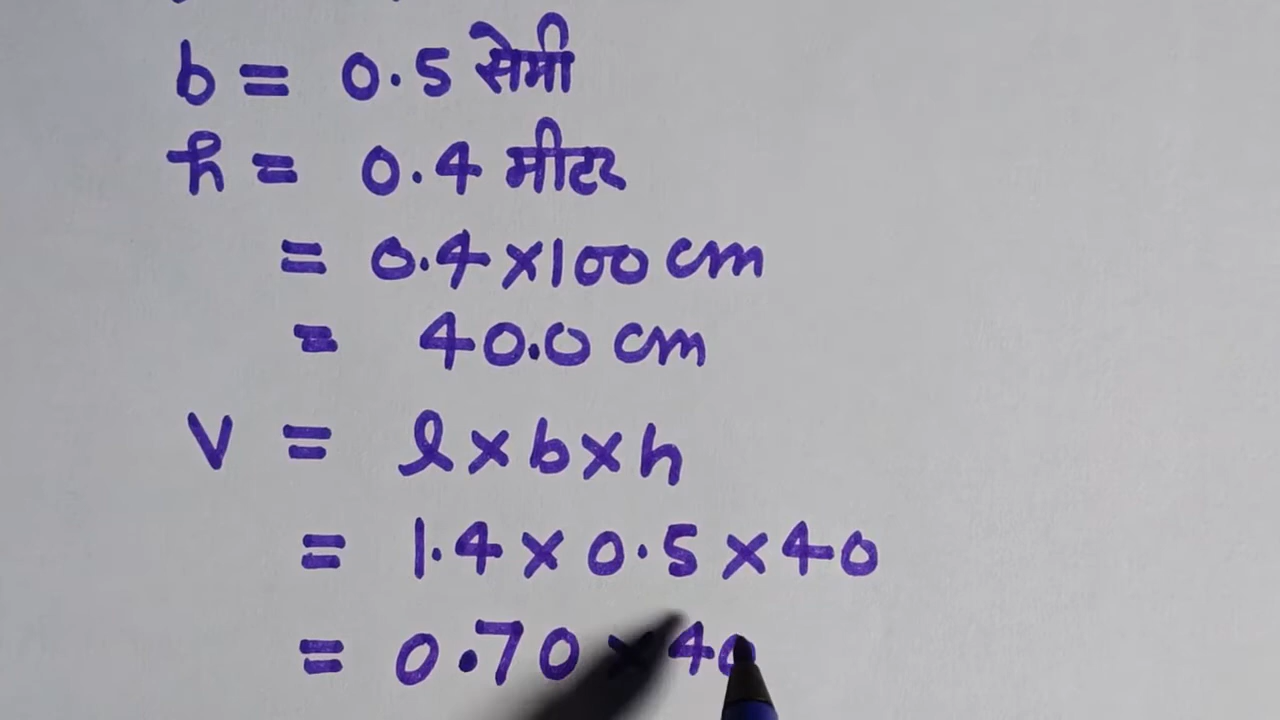 b = 0.5 सेमी
h = 0.4 मीटर
= 0.4 × 100 cm
= 40.0 cm
V = l × b × h
= 1.4 × 0.5 × 40
= 0.70 × 40